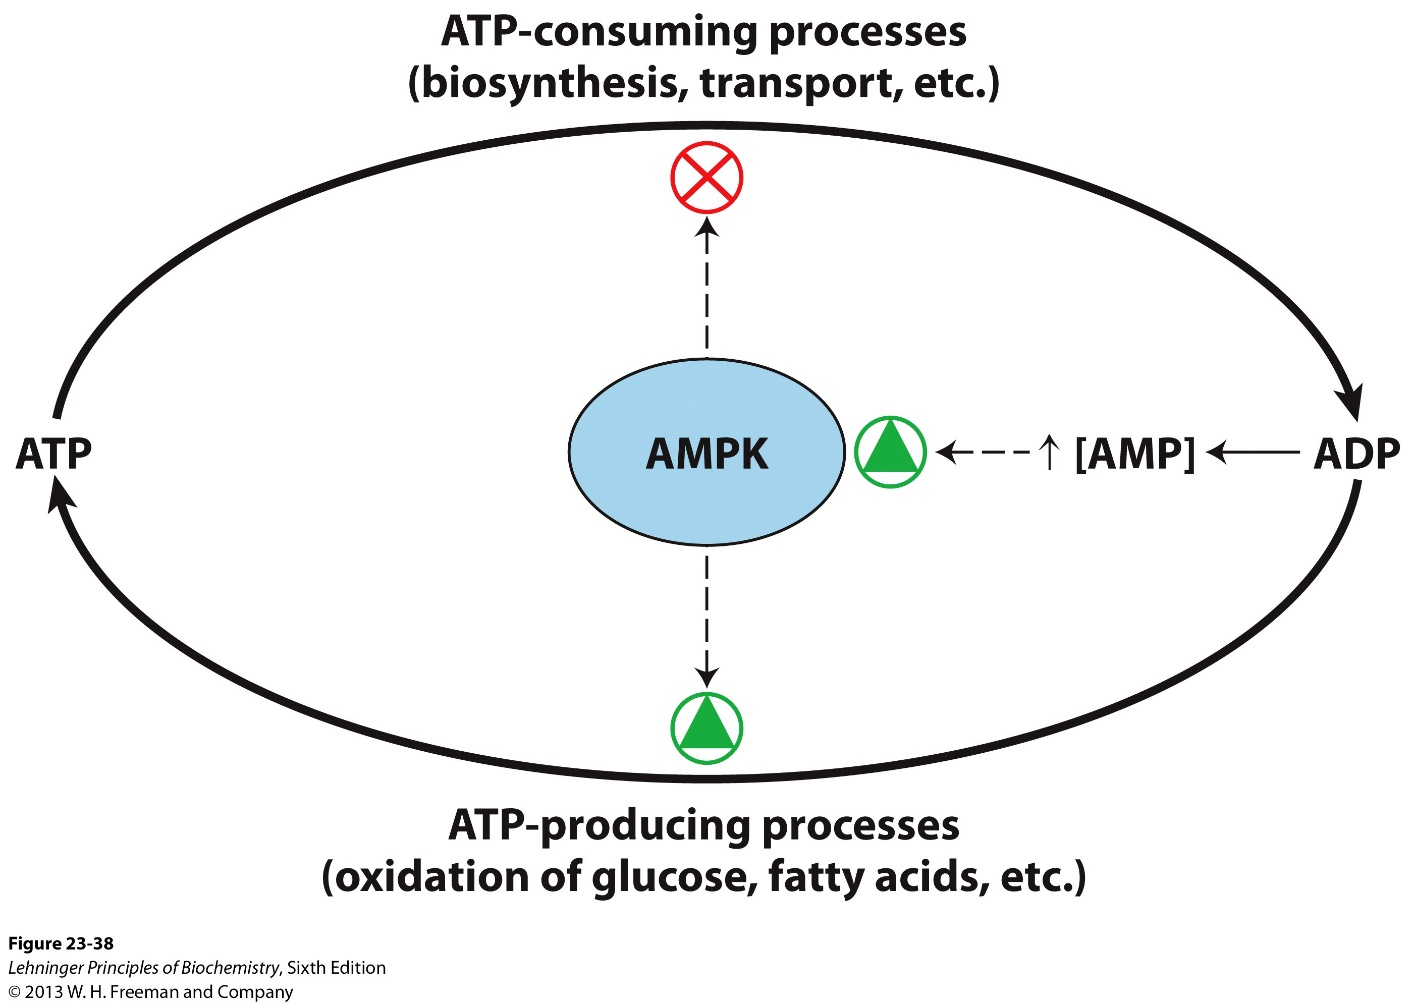 ATP-consuming processes
(biosynthesis, transport, etc.)
ATP
AMPK
↑ [AMP]
ADP
ATP-producing processes
(oxidation of glucose, fatty acids, etc.)
Figure 23-38
Lehninger Principles of Biochemistry, Sixth Edition
© 2013 W. H. Freeman and Company